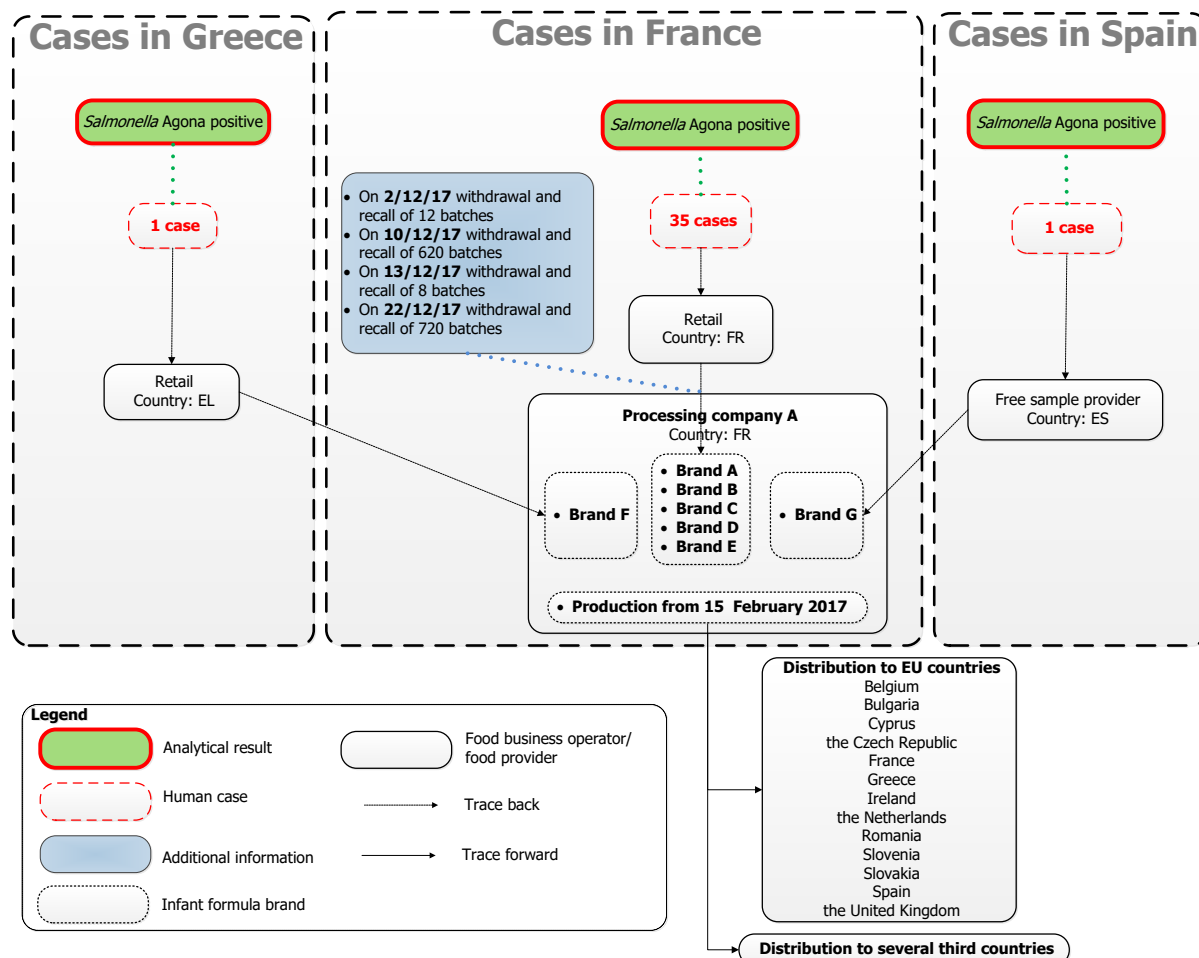 Cases in Greece
Salmonella Agona positive
1 case
Retail
Country: EL
Cases in France
Salmonella Agona positive
• On 2/12/17 withdrawal and
recall of 12 batches
• On 10/12/17 withdrawal and
recall of 620 batches
• On 13/12/17 withdrawal and
recall of 8 batches
• On 22/12/17 withdrawal and
recall of 720 batches
35 cases
Retail
Country: FR
Processing company A
Country: FR
• Brand F
• Brand A
• Brand B
• Brand C
• Brand D
• Brand E
• Brand G
• Production from 15 February 2017
Cases in Spain
Salmonella Agona positive
1 case
Free sample provider
Country: ES
Distribution to EU countries
Belgium
Bulgaria
Cyprus
the Czech Republic
France
Greece
Ireland
the Netherlands
Romania
Slovenia
Slovakia
Spain
the United Kingdom
Distribution to several third countries
Legend
Analytical result
Human case
Additional information
Infant formula brand
Food business operator/
food provider
Trace back
Trace forward